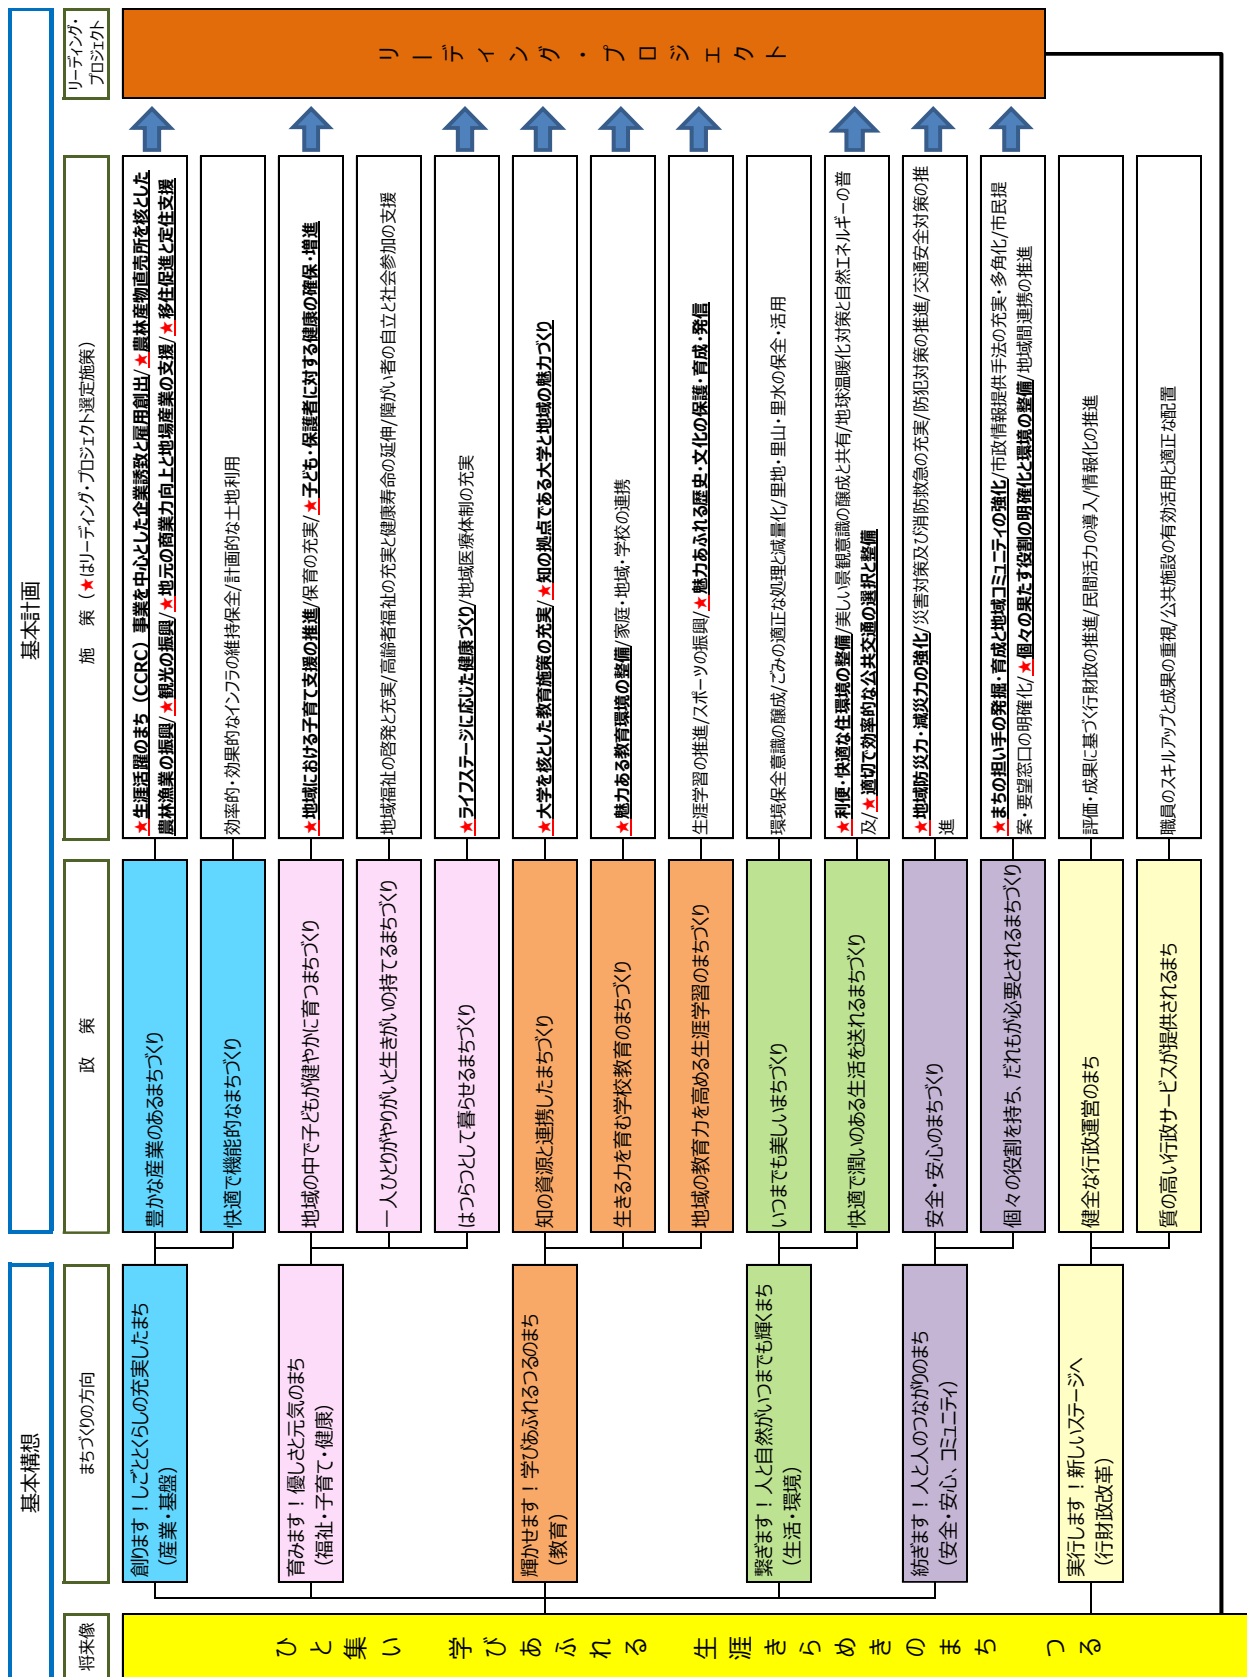 基本構想
基本計画
将来像
まちづくりの方向
政　策
施　策（★はリーディング・プロジェクト選定施策）
リーディング・
プロジェクト
ひと集い　学びあふれる　生涯きらめきのまち　つる
創ります！しごととくらしの充実したまち
（産業・基盤）
豊かな産業のあるまちづくり
★生涯活躍のまち（CCRC）事業を中心とした企業誘致と雇用創出/★農林産物直売所を核とした
農林漁業の振興/★観光の振興/★地元の商業力向上と地場産業の支援/★移住促進と定住支援
快適で機能的なまちづくり
効率的・効果的なインフラの維持保全/計画的な土地利用
育みます！優しさと元気のまち
（福祉・子育て・健康）
地域の中で子どもが健やかに育つまちづくり
★地域における子育て支援の推進/保育の充実/★子ども・保護者に対する健康の確保・増進
一人ひとりがやりがいと生きがいの持てるまちづくり
地域福祉の啓発と充実/高齢者福祉の充実と健康寿命の延伸/障がい者の自立と社会参加の支援
はつらつとして暮らせるまちづくり
★ライフステージに応じた健康づくり/地域医療体制の充実
輝かせます！学びあふれるつるのまち
（教育）
知の資源と連携したまちづくり
★大学を核とした教育施策の充実/★知の拠点である大学と地域の魅力づくり
生きる力を育む学校教育のまちづくり
★魅力ある教育環境の整備/家庭・地域・学校の連携
地域の教育力を高める生涯学習のまちづくり
生涯学習の推進/スポーツの振興/★魅力あふれる歴史・文化の保護・育成・発信
繋ぎます！人と自然がいつまでも輝くまち
（生活・環境）
いつまでも美しいまちづくり
環境保全意識の醸成/ごみの適正な処理と減量化/里地・里山・里水の保全・活用
快適で潤いのある生活を送れるまちづくり
★利便・快適な住環境の整備/美しい景観意識の醸成と共有/地球温暖化対策と自然エネルギーの普
及/★適切で効率的な公共交通の選択と整備
紡ぎます！人と人のつながりのまち
（安全・安心、コミュニティ）
安全・安心のまちづくり
★地域防災力・減災力の強化/災害対策及び消防救急の充実/防犯対策の推進/交通安全対策の推
進
個々の役割を持ち、だれもが必要とされるまちづくり
★まちの担い手の発掘・育成と地域コミュニティの強化/市政情報提供手法の充実・多角化/市民提
案・要望窓口の明確化/★個々の果たす役割の明確化と環境の整備/地域間連携の推進
実行します！新しいステージへ
（行財政改革）
健全な行政運営のまち
評価・成果に基づく行財政の推進/民間活力の導入/情報化の推進
質の高い行政サービスが提供されるまち
職員のスキルアップと成果の重視/公共施設の有効活用と適正な配置
リーディング・プロジェクト